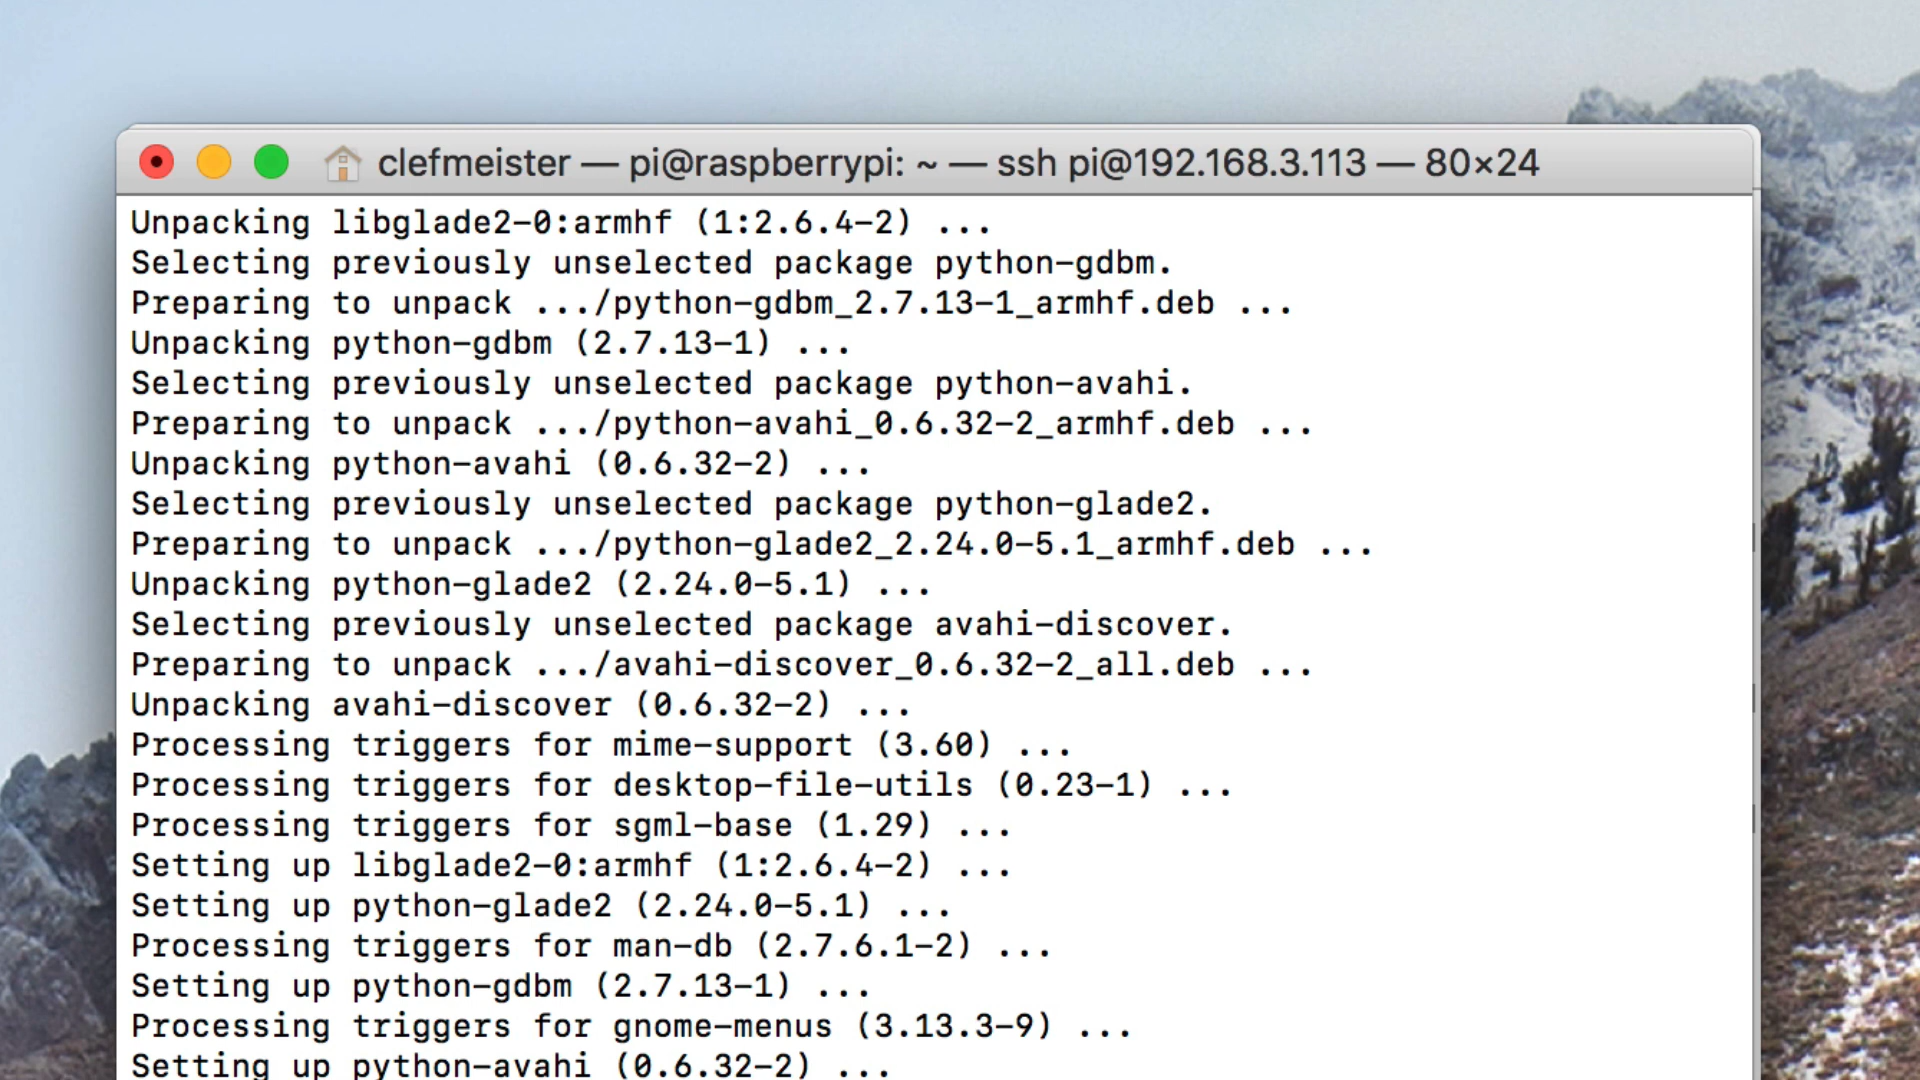 clefmeister — pi@raspberrypi: ~ — ssh pi@192.168.3.113 — 80×24
Unpacking libglade2-0:armhf (1:2.6.4-2) ...
Selecting previously unselected package python-gdbm.
Preparing to unpack .../python-gdbm_2.7.13-1_armhf.deb ...
Unpacking python-gdbm (2.7.13-1) ...
Selecting previously unselected package python-avahi.
Preparing to unpack .../python-avahi_0.6.32-2_armhf.deb ...
Unpacking python-avahi (0.6.32-2) ...
Selecting previously unselected package python-glade2.
Preparing to unpack .../python-glade2_2.24.0-5.1_armhf.deb ...
Unpacking python-glade2 (2.24.0-5.1) ...
Selecting previously unselected package avahi-discover.
Preparing to unpack .../avahi-discover_0.6.32-2_all.deb ...
Unpacking avahi-discover (0.6.32-2) ...
Processing triggers for mime-support (3.60) ...
Processing triggers for desktop-file-utils (0.23-1) ...
Processing triggers for sgml-base (1.29) ...
Setting up libglade2-0:armhf (1:2.6.4-2) ...
Setting up python-glade2 (2.24.0-5.1) ...
Processing triggers for man-db (2.7.6.1-2) ...
Setting up python-gdbm (2.7.13-1) ...
Processing triggers for gnome-menus (3.13.3-9) ...
Setting up python-avahi (0.6.32-2) ...